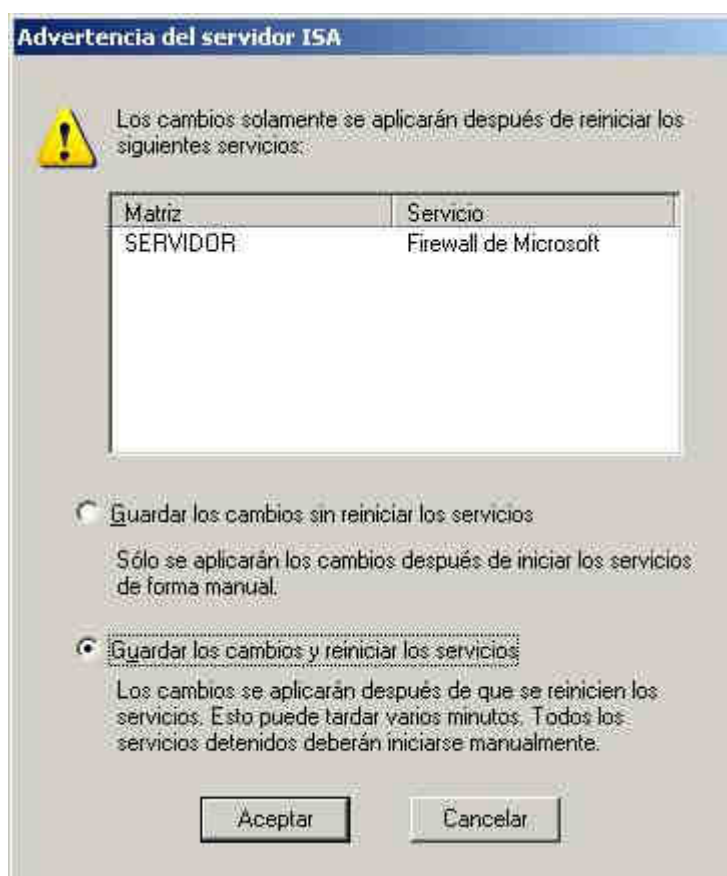 Advertencia del servidor ISA
Los cambios solamente se aplicarán después de reiniciar los
siguientes servicios:
Matriz Servicio
SERVIDOR Firewall de Microsoft
Guardar los cambios sin reiniciar los servicios
Sólo se aplicarán los cambios después de iniciar los servicios
de forma manual.
Guardar los cambios y reiniciar los servicios
Los cambios se aplicarán después de que se reinicien los
servicios. Esto puede tardar varios minutos. Todos los
servicios detenidos deberán iniciarse manualmente.
Aceptar Cancelar